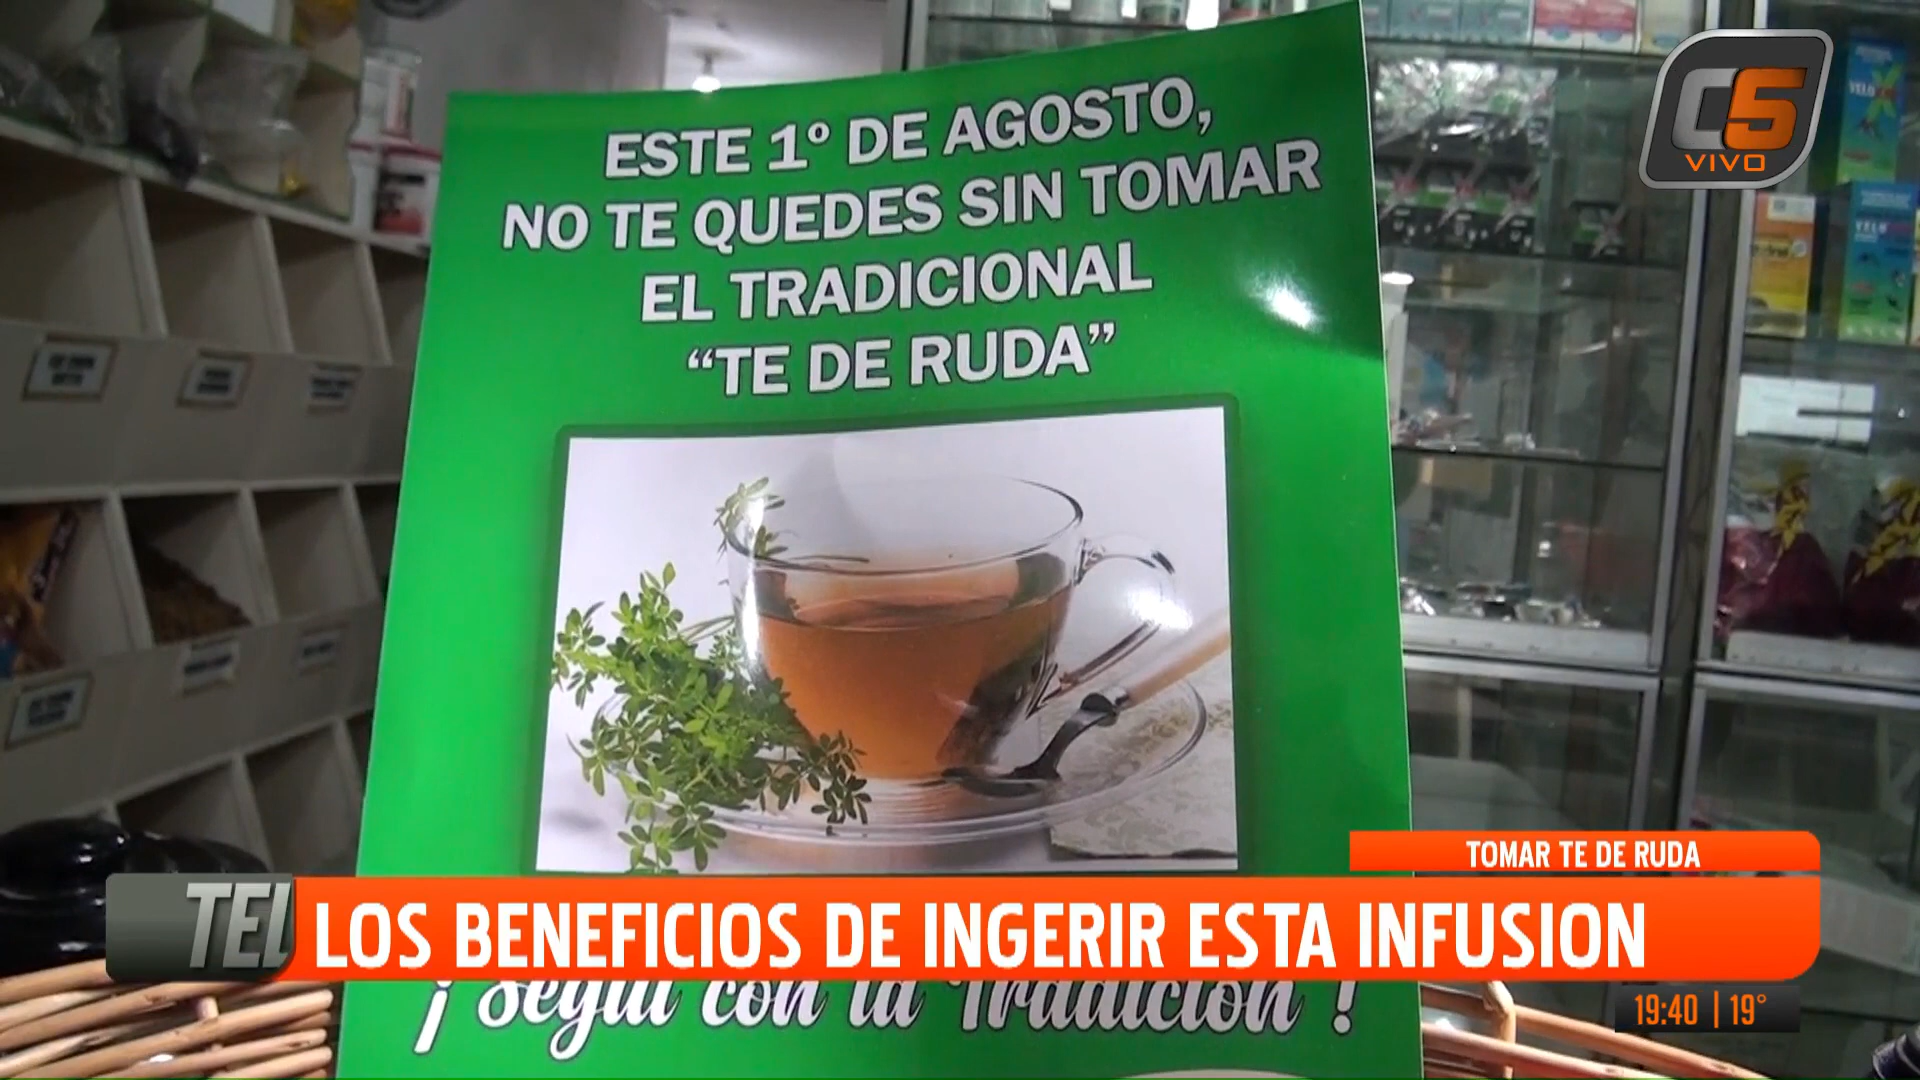 C5
VIVO
ESTE 1º DE AGOSTO,
NO TE QUEDES SIN TOMAR
EL TRADICIONAL
“TE DE RUDA”
TOMAR TE DE RUDA
TEL
LOS BENEFICIOS DE INGERIR ESTA INFUSION
¡Seguí con la Tradición!
19:40 | 19°